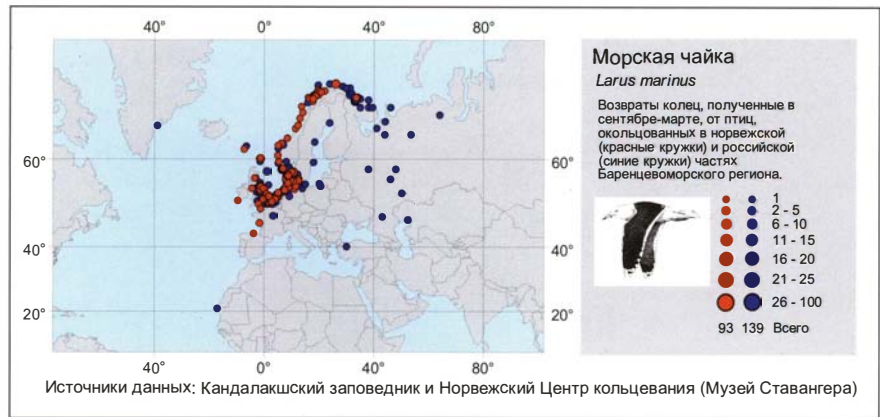 40° 0° 40° 80°
60° 60°
40° 40°
20° 20°
40° 0° 40° 80°
Морская чайка
Larus marinus
Возвраты колец, полученные в
сентябре-марте, от птиц,
окольцованных в норвежской
(красные кружки) и российской
(синие кружки) частях
Баренцевоморского региона.
1
2 - 5
6 - 10
11 - 15
16 - 20
21 - 25
26 - 100
93 139 Всего
Источники данных: Кандалакшский заповедник и Норвежский Центр кольцевания (Музей Ставангера)